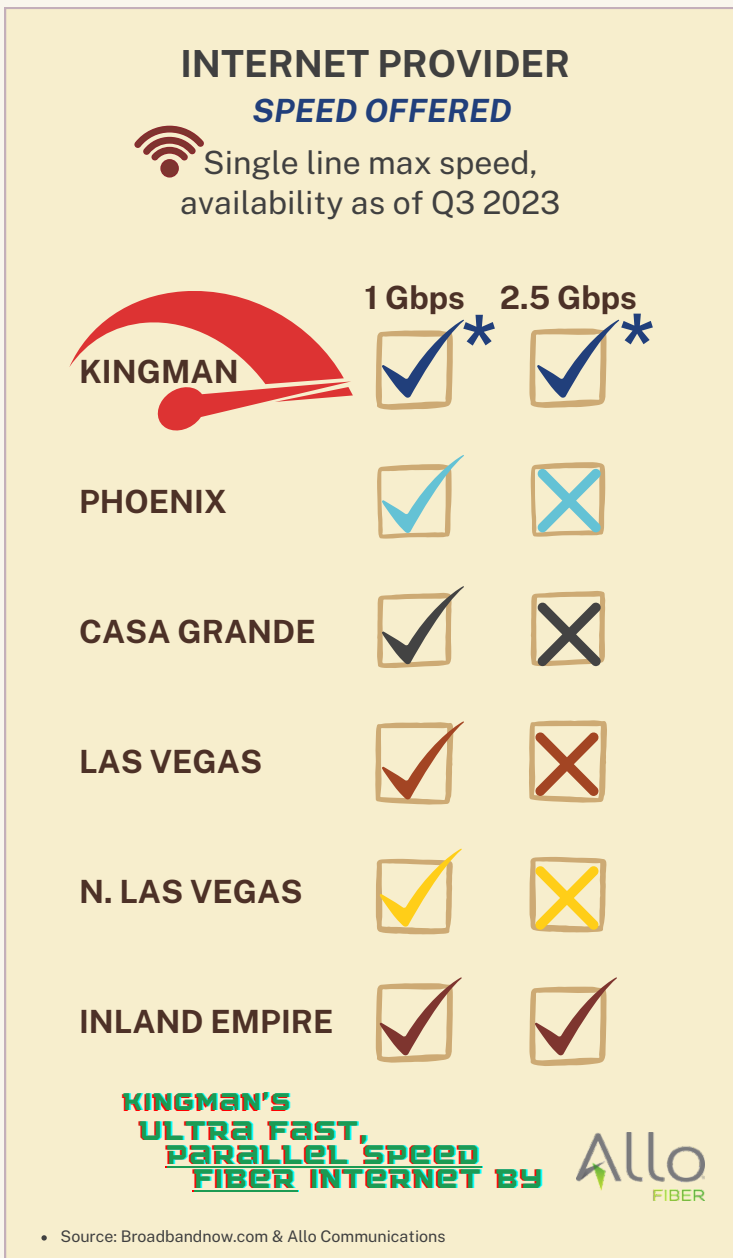 INTERNET PROVIDER
SPEED OFFERED
Single line max speed,
availability as of Q3 2023
1 Gbps 2.5 Gbps
* *
KINGMAN
PHOENIX
CASA GRANDE
LAS VEGAS
N. LAS VEGAS
INLAND EMPIRE
KINGMAN'S
ULTRA FAST,
PARALLEL SPEED
FIBER INTERNET BY
Allo
FIBER
• Source: Broadbandnow.com & Allo Communications